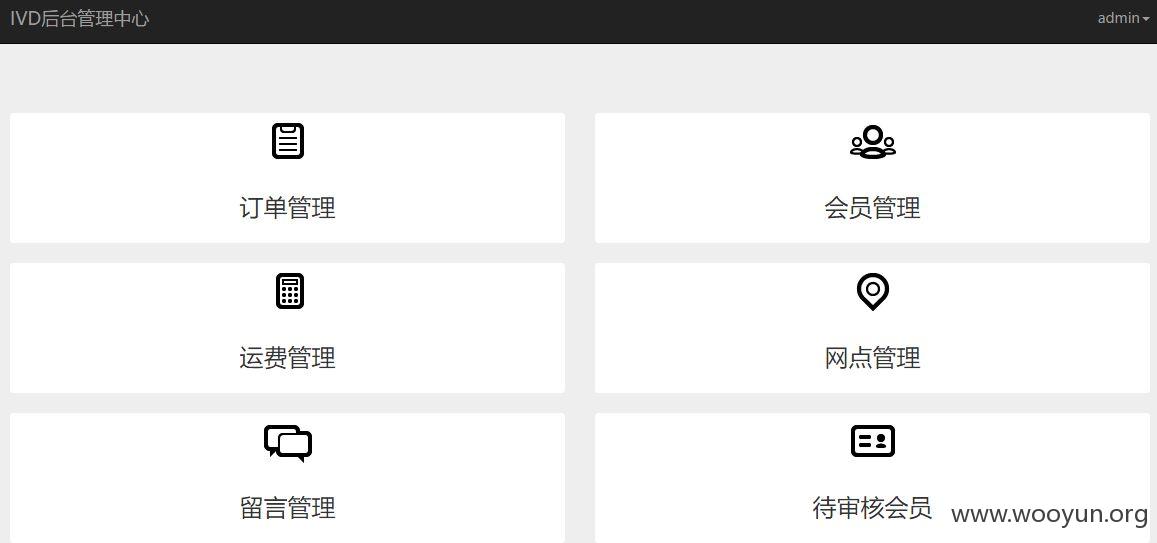 IVD后台管理中心
admin
订单管理
会员管理
运费管理
网点管理
留言管理
待审核会员
www.wooyun.org